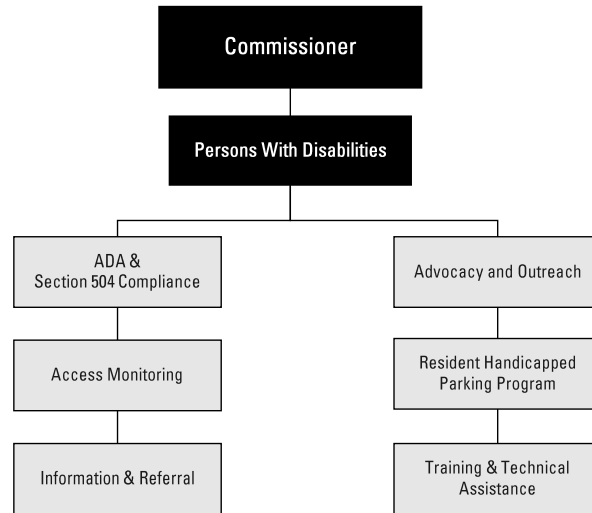 Commissioner
Persons With Disabilities
ADA &
Section 504 Compliance
Access Monitoring
Information & Referral
Advocacy and Outreach
Resident Handicapped
Parking Program
Training & Technical
Assistance